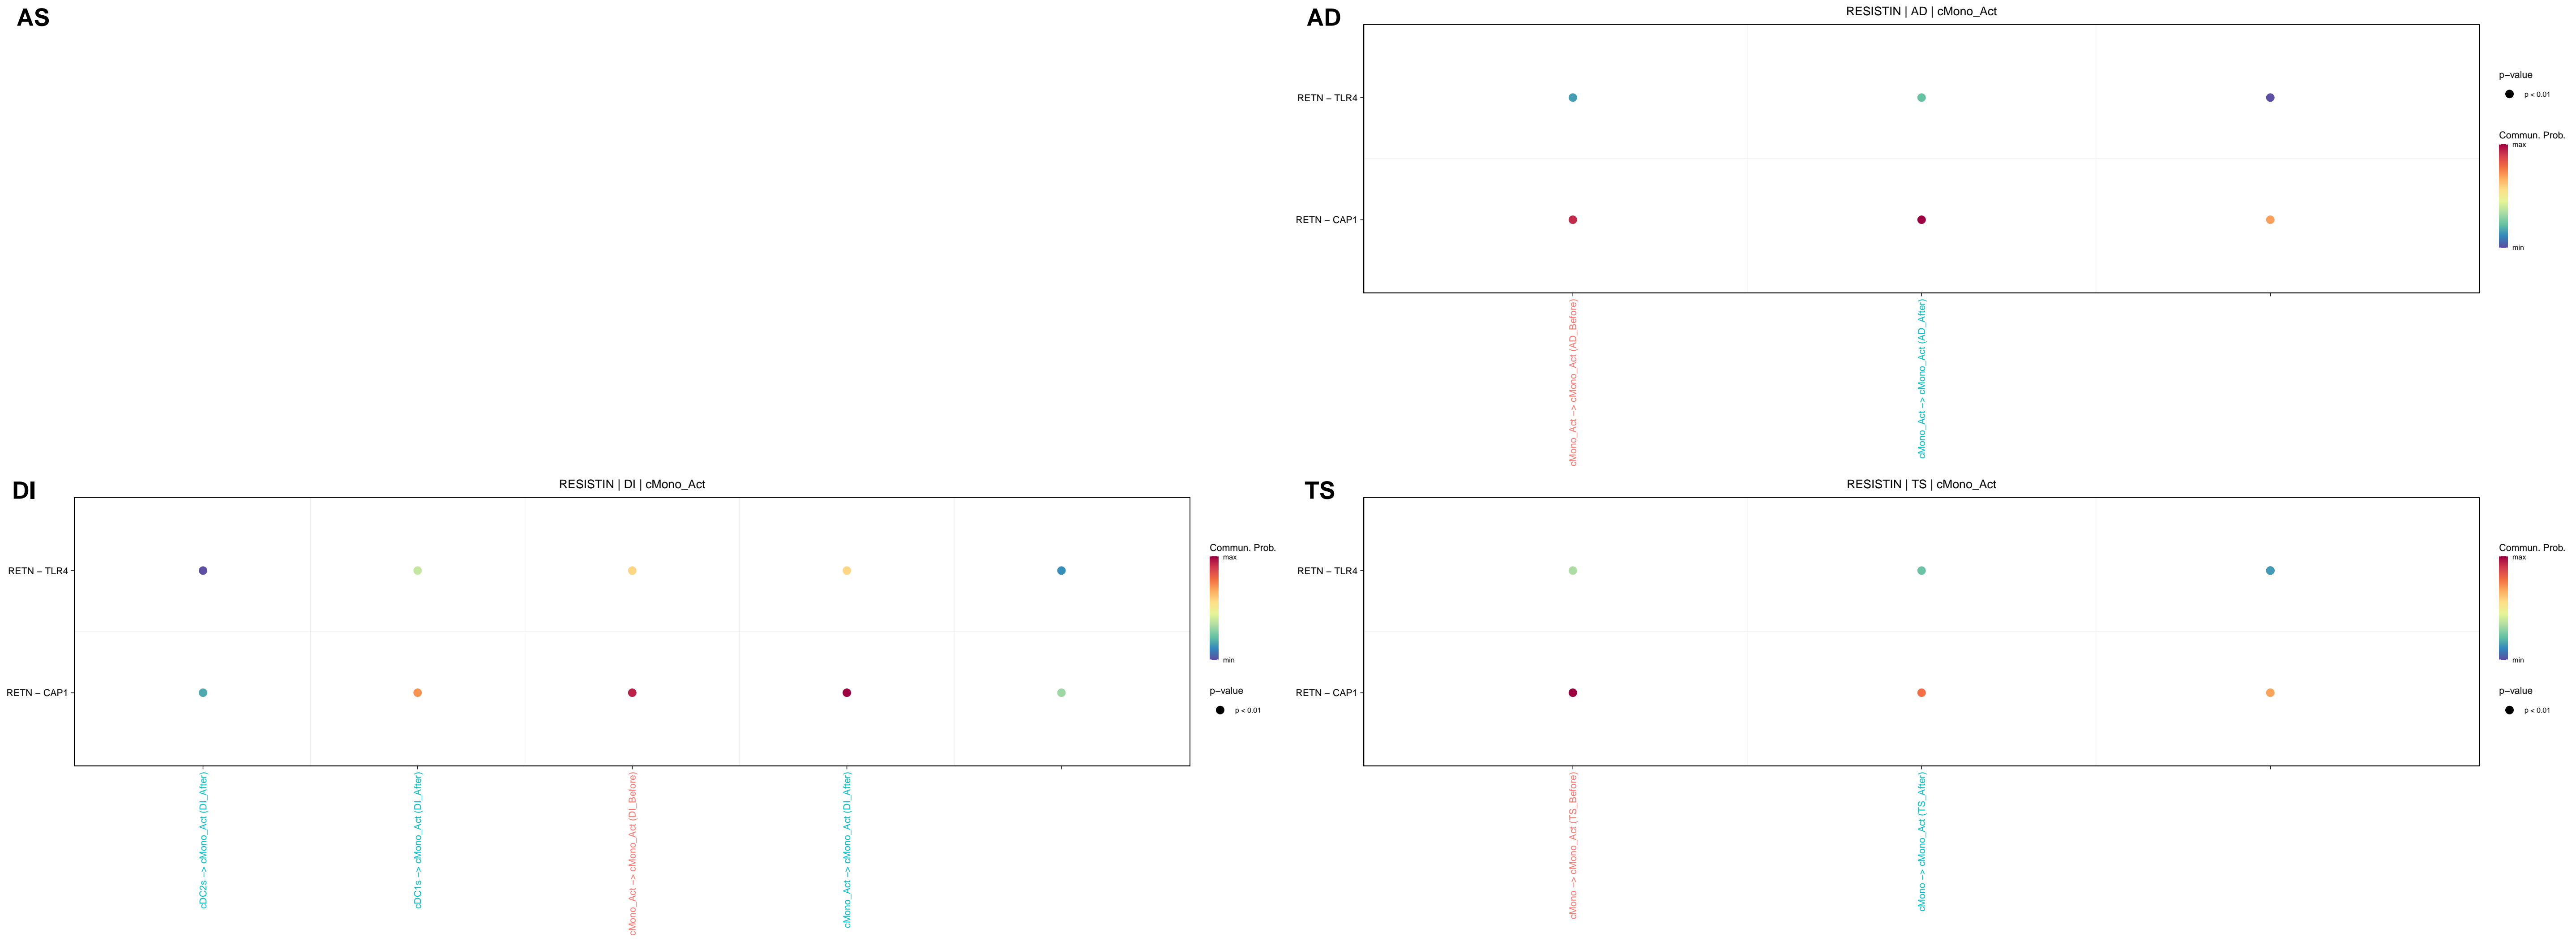 AS
AD
RESISTIN | AD | cMono_Act
RETN − TLR4
RETN − CAP1
cMono_Act −> cMono_Act (AD_Before)
cMono_Act −> cMono_Act (AD_After)
p−value
p < 0.01
Commun. Prob.
max
min
DI
RESISTIN | DI | cMono_Act
RETN − TLR4
RETN − CAP1
cDC2s −> cMono_Act (DI_After)
cDC1s −> cMono_Act (DI_After)
cMono_Act −> cMono_Act (DI_Before)
cMono_Act −> cMono_Act (DI_After)
Commun. Prob.
max
min
p−value
p < 0.01
TS
RESISTIN | TS | cMono_Act
RETN − TLR4
RETN − CAP1
cMono −> cMono_Act (TS_Before)
cMono −> cMono_Act (TS_After)
Commun. Prob.
max
min
p−value
p < 0.01